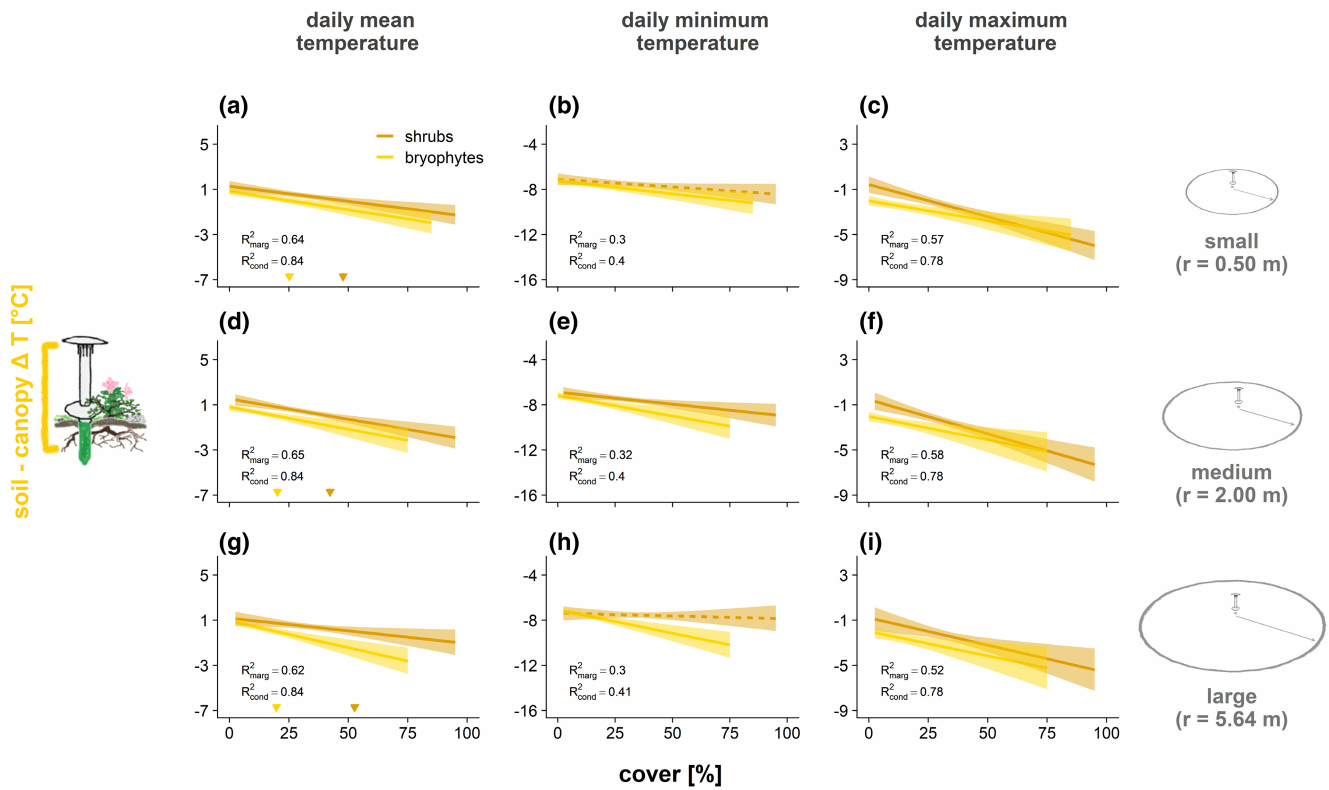 daily mean
temperature
daily minimum
temperature
daily maximum
temperature
(a)
5
1
-3
-7
shrubs
bryophytes
R²marg = 0.64
R²cond = 0.84
(b)
-4
-8
-12
-16
R²marg = 0.3
R²cond = 0.4
(c)
3
-1
-5
-9
R²marg = 0.57
R²cond = 0.78
small
(r = 0.50 m)
soil - canopy Δ T [°C]
(d)
5
1
-3
-7
R²marg = 0.65
R²cond = 0.84
(e)
-4
-8
-12
-16
R²marg = 0.32
R²cond = 0.4
(f)
3
-1
-5
-9
R²marg = 0.58
R²cond = 0.78
medium
(r = 2.00 m)
(g)
5
1
-3
-7
R²marg = 0.62
R²cond = 0.84
0 25 50 75 100
(h)
-4
-8
-12
-16
R²marg = 0.3
R²cond = 0.41
0 25 50 75 100
(i)
3
-1
-5
-9
R²marg = 0.52
R²cond = 0.78
0 25 50 75 100
large
(r = 5.64 m)
cover [%]